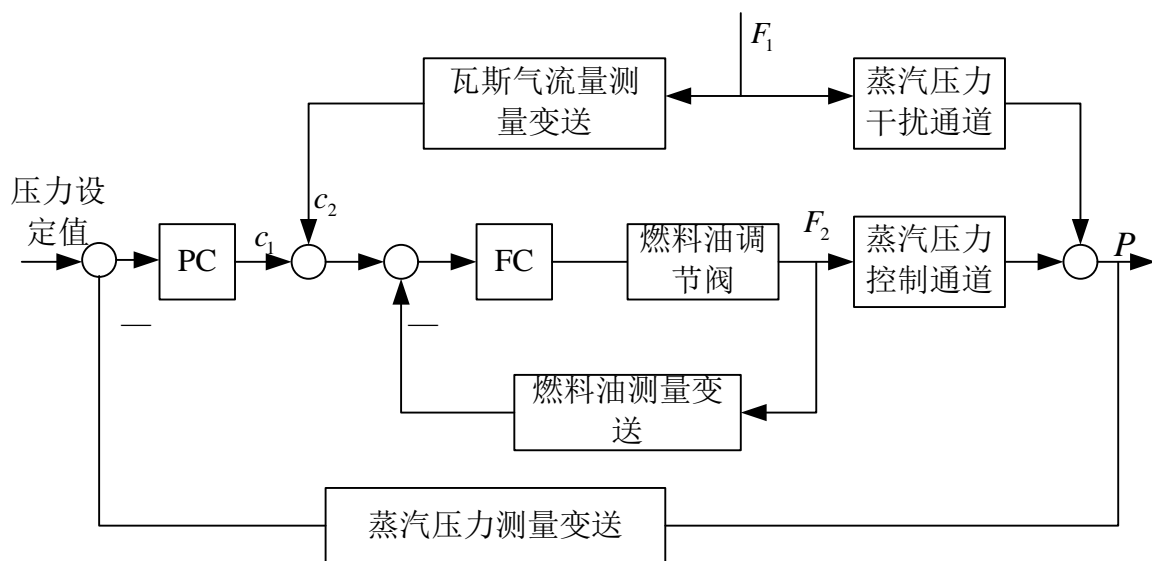 F₁
瓦斯气流量测
量变送
蒸汽压力
干扰通道
压力设
定值
c₂
c₁
PC
FC
燃料油调
节阀
F₂
蒸汽压力
控制通道
P
—
—
燃料油测量变
送
蒸汽压力测量变送